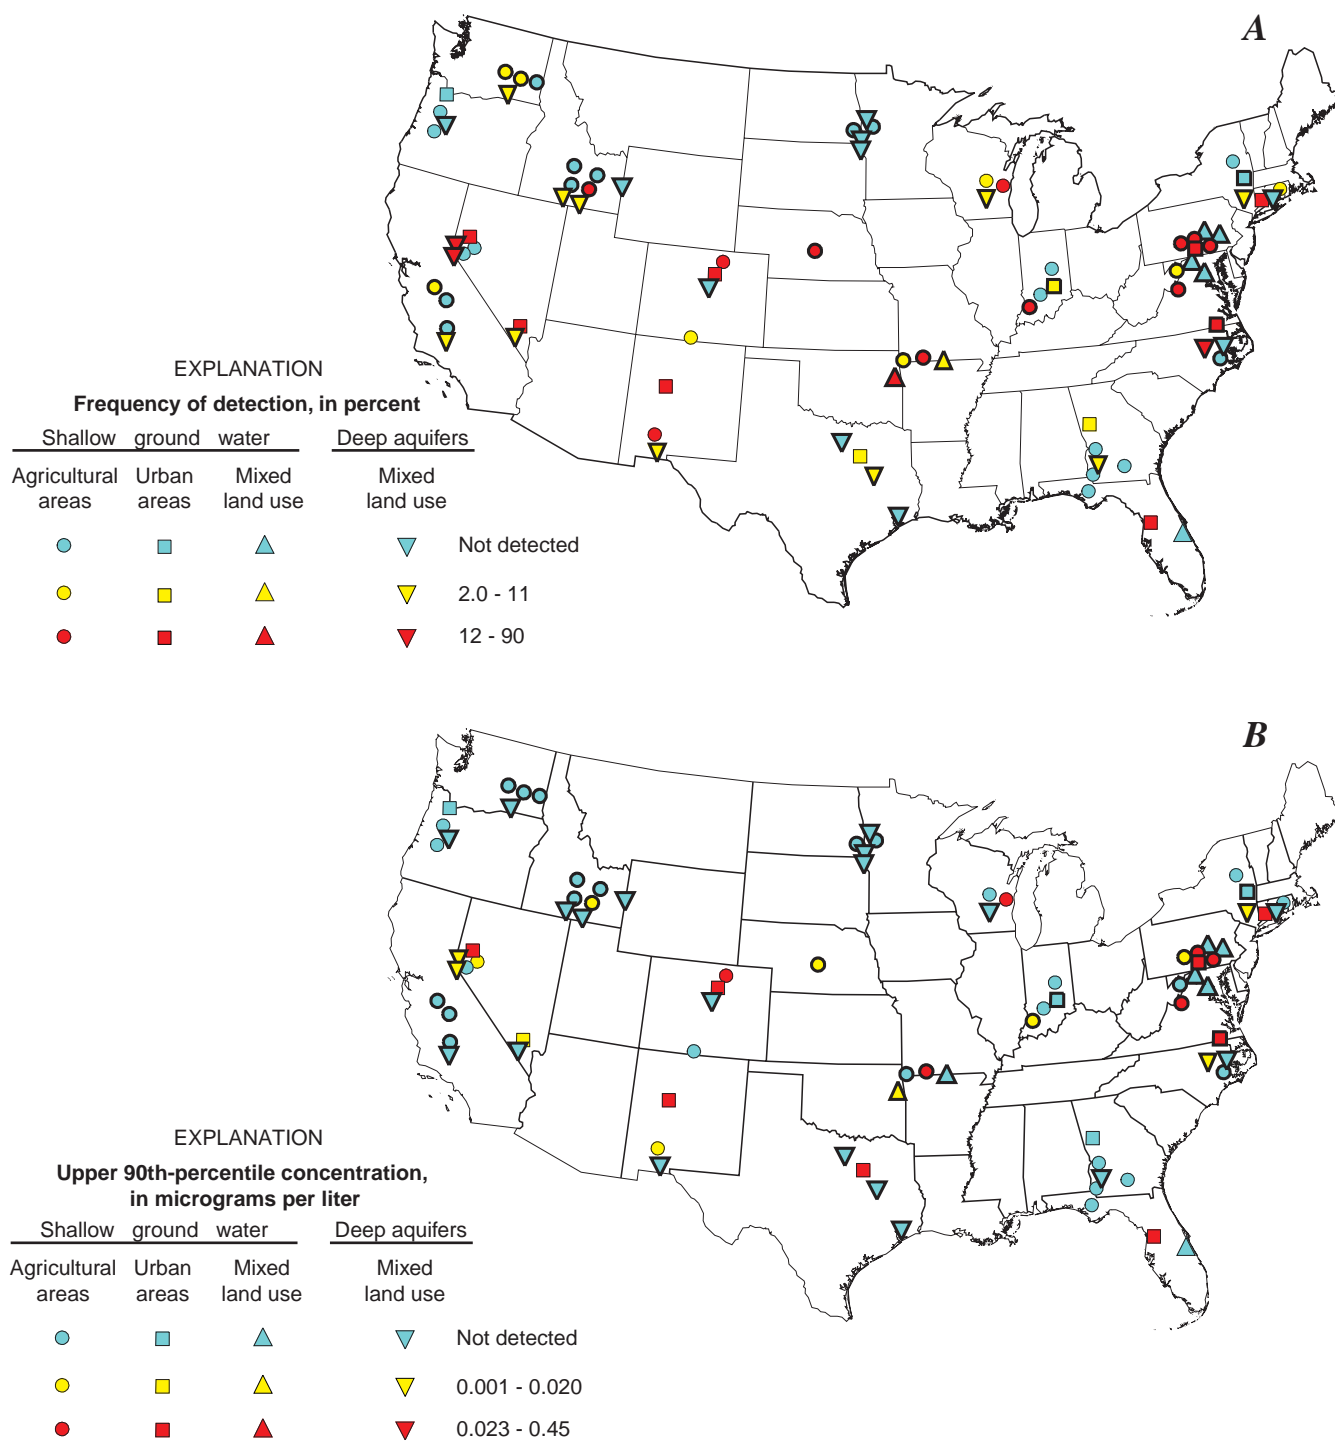 A
EXPLANATION
Frequency of detection, in percent
Shallow ground water Deep aquifers
Agricultural Urban Mixed Mixed
areas areas land use land use
Not detected
2.0 - 11
12 - 90
B
EXPLANATION
Upper 90th-percentile concentration,
in micrograms per liter
Shallow ground water Deep aquifers
Agricultural Urban Mixed Mixed
areas areas land use land use
Not detected
0.001 - 0.020
0.023 - 0.45